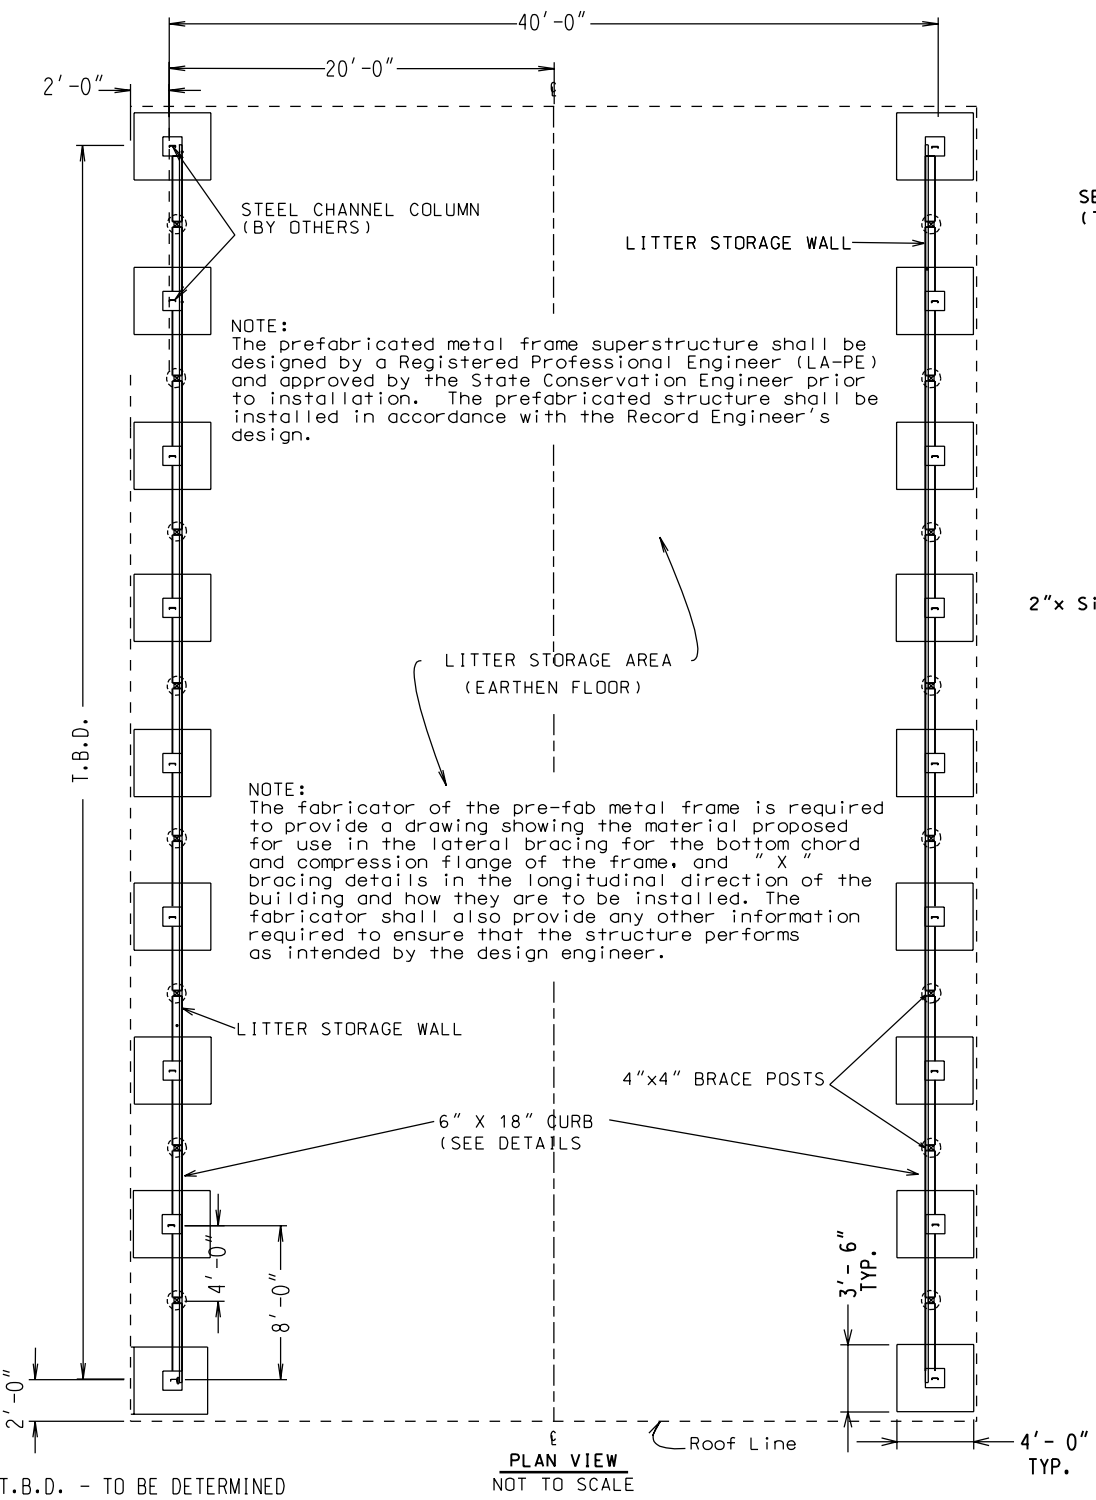 40'-0"
20'-0"
2'-0"
℄
STEEL CHANNEL COLUMN
(BY OTHERS)
SE
(T
LITTER STORAGE WALL
NOTE:
The prefabricated metal frame superstructure shall be
designed by a Registered Professional Engineer (LA-PE)
and approved by the State Conservation Engineer prior
to installation. The prefabricated structure shall be
installed in accordance with the Record Engineer's
design.
2"x Si
LITTER STORAGE AREA
(EARTHEN FLOOR)
T.B.D.
NOTE:
The fabricator of the pre-fab metal frame is required
to provide a drawing showing the material proposed
for use in the lateral bracing for the bottom chord
and compression flange of the frame, and " X "
bracing details in the longitudinal direction of the
building and how they are to be installed. The
fabricator shall also provide any other information
required to ensure that the structure performs
as intended by the design engineer.
LITTER STORAGE WALL
4"x4" BRACE POSTS
6" X 18" CURB
(SEE DETAILS
4'-0"
8'-0"
3'- 6"
TYP.
2'-0"
℄
Roof Line
4'- 0"
TYP.
PLAN VIEW
NOT TO SCALE
T.B.D. - TO BE DETERMINED